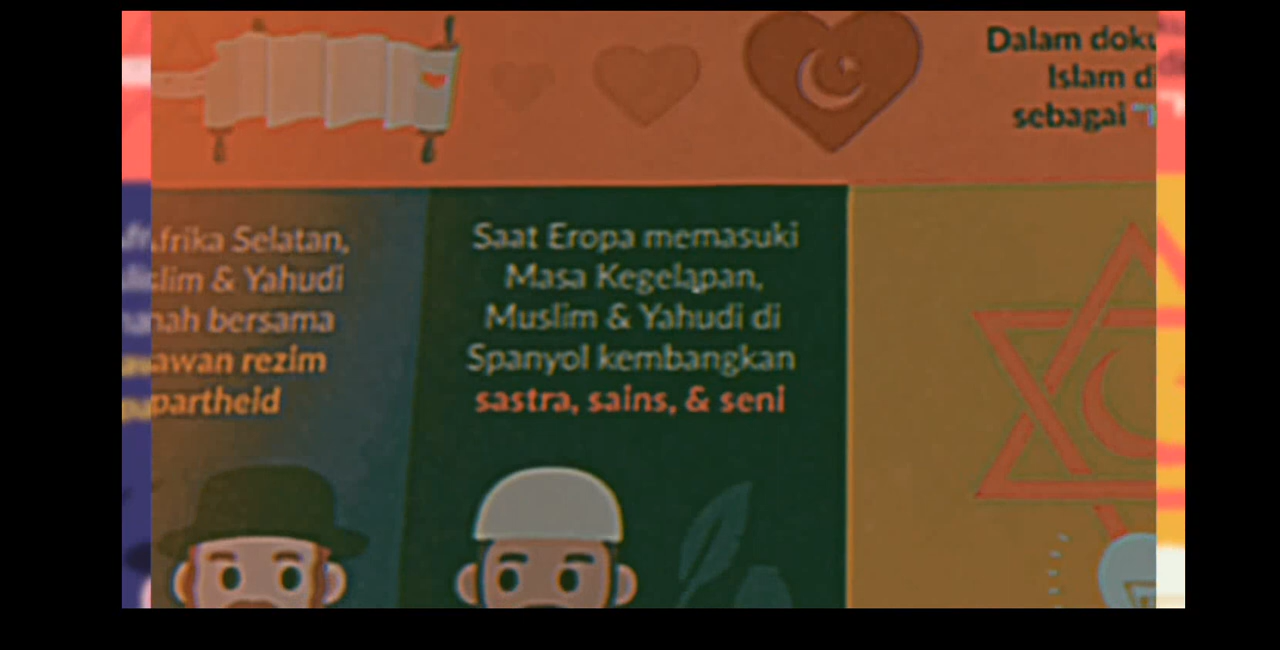 Dalam doku
Islam di
sebagai "
Afrika Selatan,
slim & Yahudi
nah bersama
awan rezim
partheid
Saat Eropa memasuki
Masa Kegelapan,
Muslim & Yahudi di
Spanyol kembangkan
sastra, sains, & seni